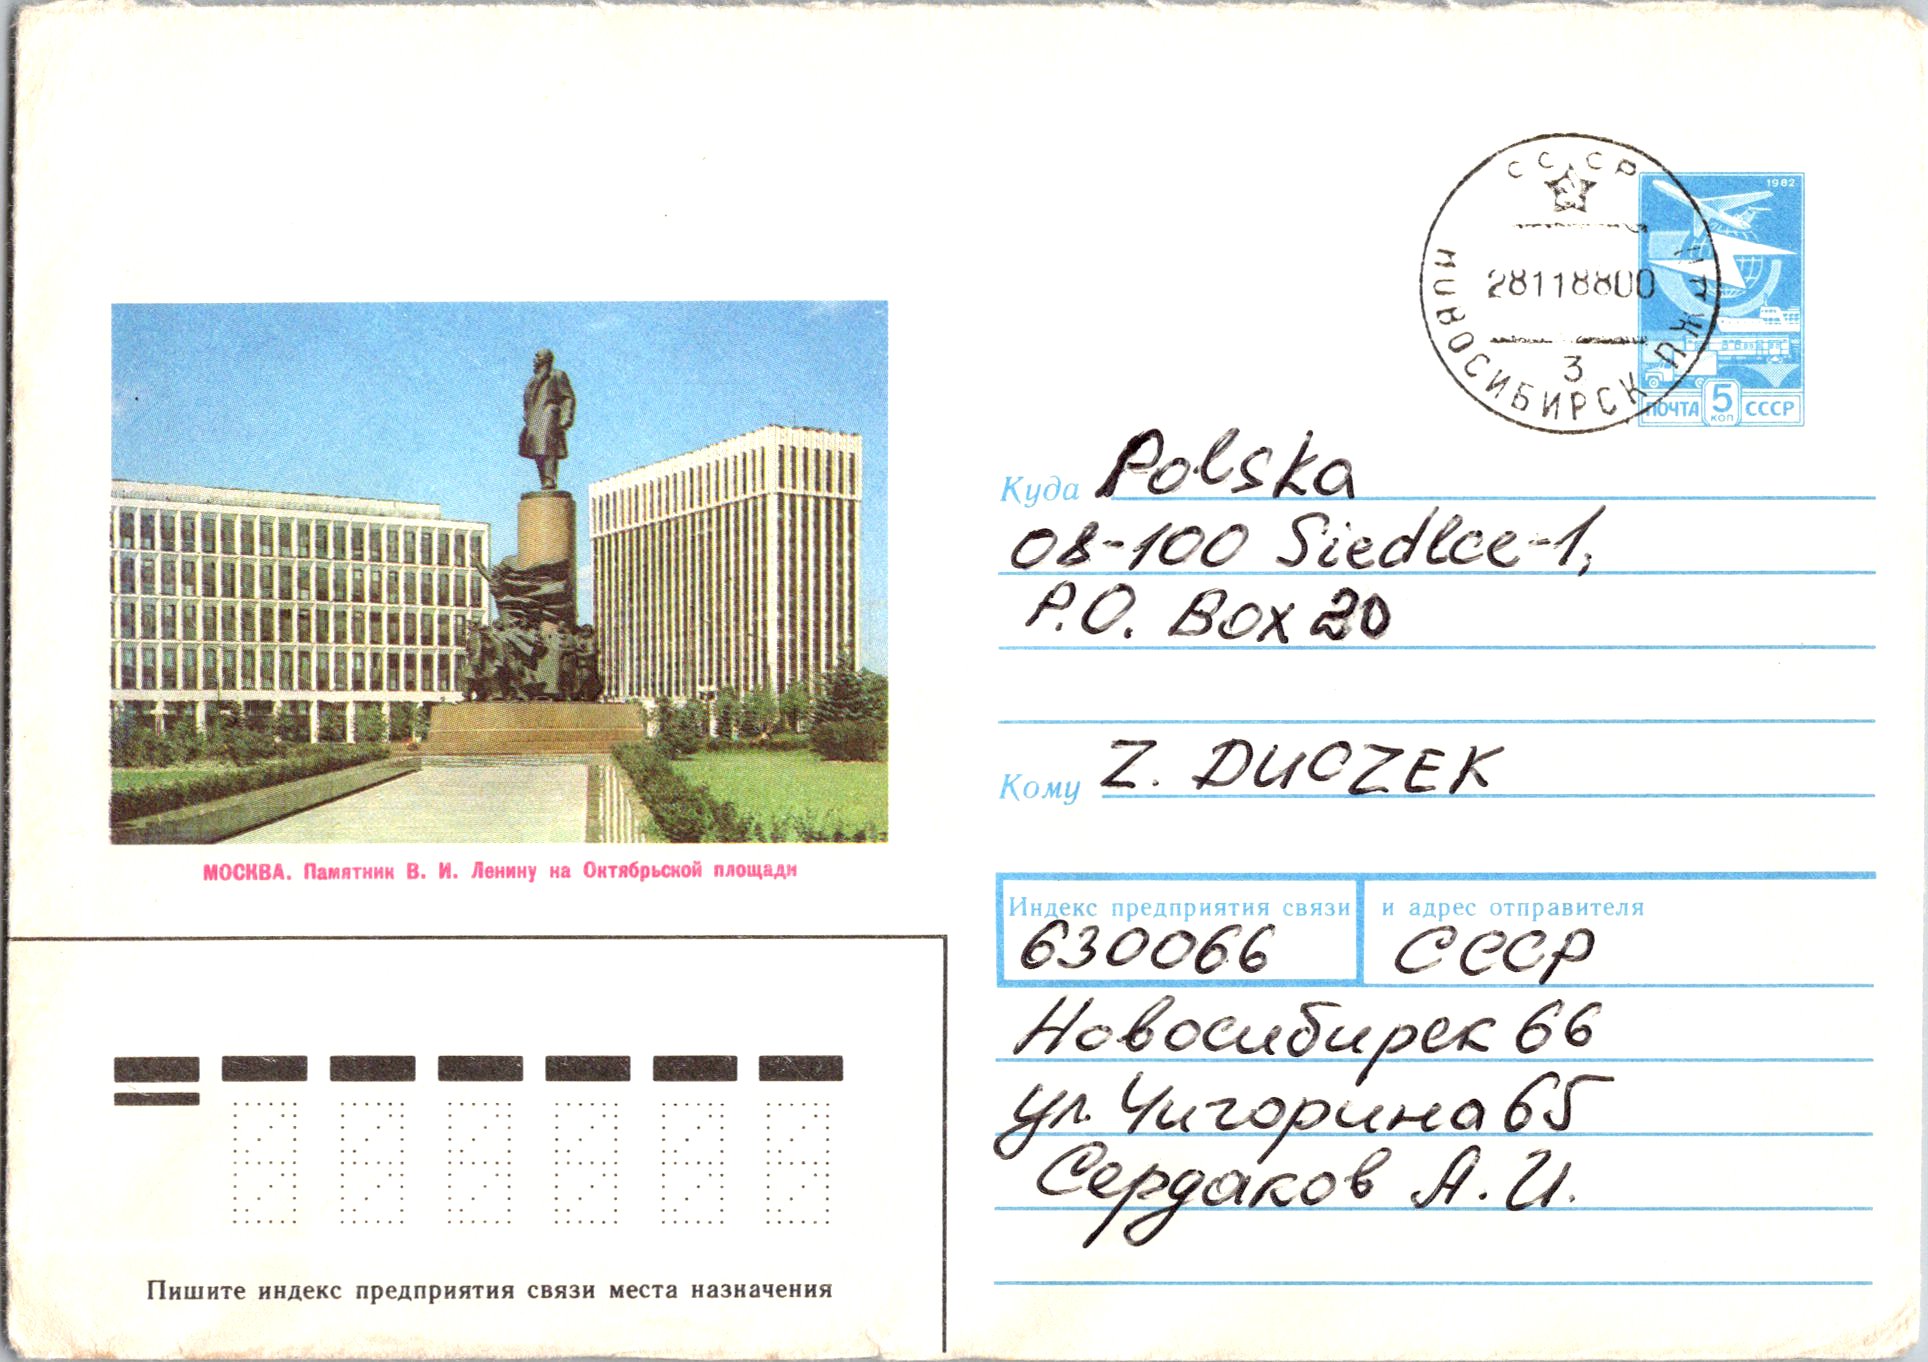 СССР
28118800
3
НОВОСИБИРСК ПЖДП
1982
ПОЧТА 5 КОП СССР
Куда Polska
08-100 Siedlce-1,
P.O. Box 20
Кому Z. DUCZEK
МОСКВА. Памятник В. И. Ленину на Октябрьской площади
Индекс предприятия связи и адрес отправителя
630066 СССР
Новосибирск 66
ул. Чигорина 65
Сердаков А. И.
Пишите индекс предприятия связи места назначения